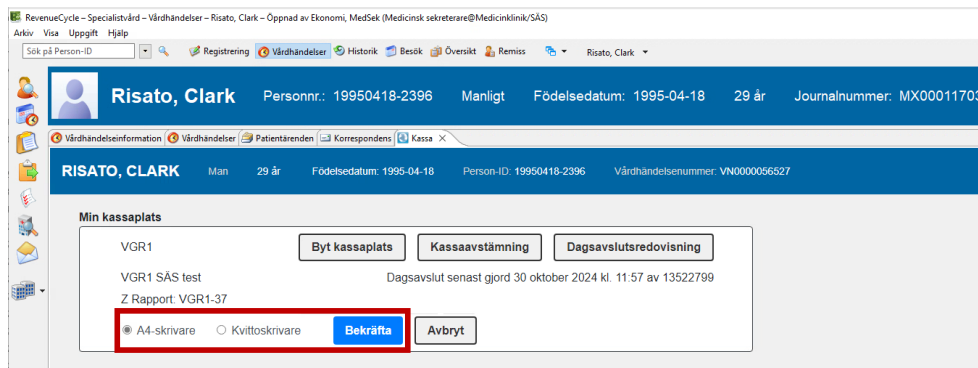 RevenueCycle – Specialistvård – Vårdhändelser – Risato, Clark – Öppnad av Ekonomi, MedSek (Medicinsk sekreterare@Medicinklinik/SÄS)
Arkiv Visa Uppgift Hjälp
Sök på Person-ID Registrering Vårdhändelser Historik Besök Översikt Remiss Risato, Clark
Risato, Clark Personnr.: 19950418-2396 Manligt Födelsedatum: 1995-04-18 29 år Journalnummer: MX00011703
Vårdhändelseinformation Vårdhändelser Patientärenden Korrespondens Kassa
RISATO, CLARK Man 29 år Födelsedatum: 1995-04-18 Person-ID: 19950418-2396 Vårdhändelsenummer: VN0000056527
Min kassaplats
VGR1 Byt kassaplats Kassaavstämning Dagsavslutsredovisning
VGR1 SÄS test Dagsavslut senast gjord 30 oktober 2024 kl. 11:57 av 13522799
Z Rapport: VGR1-37
A4-skrivare Kvittoskrivare Bekräfta Avbryt